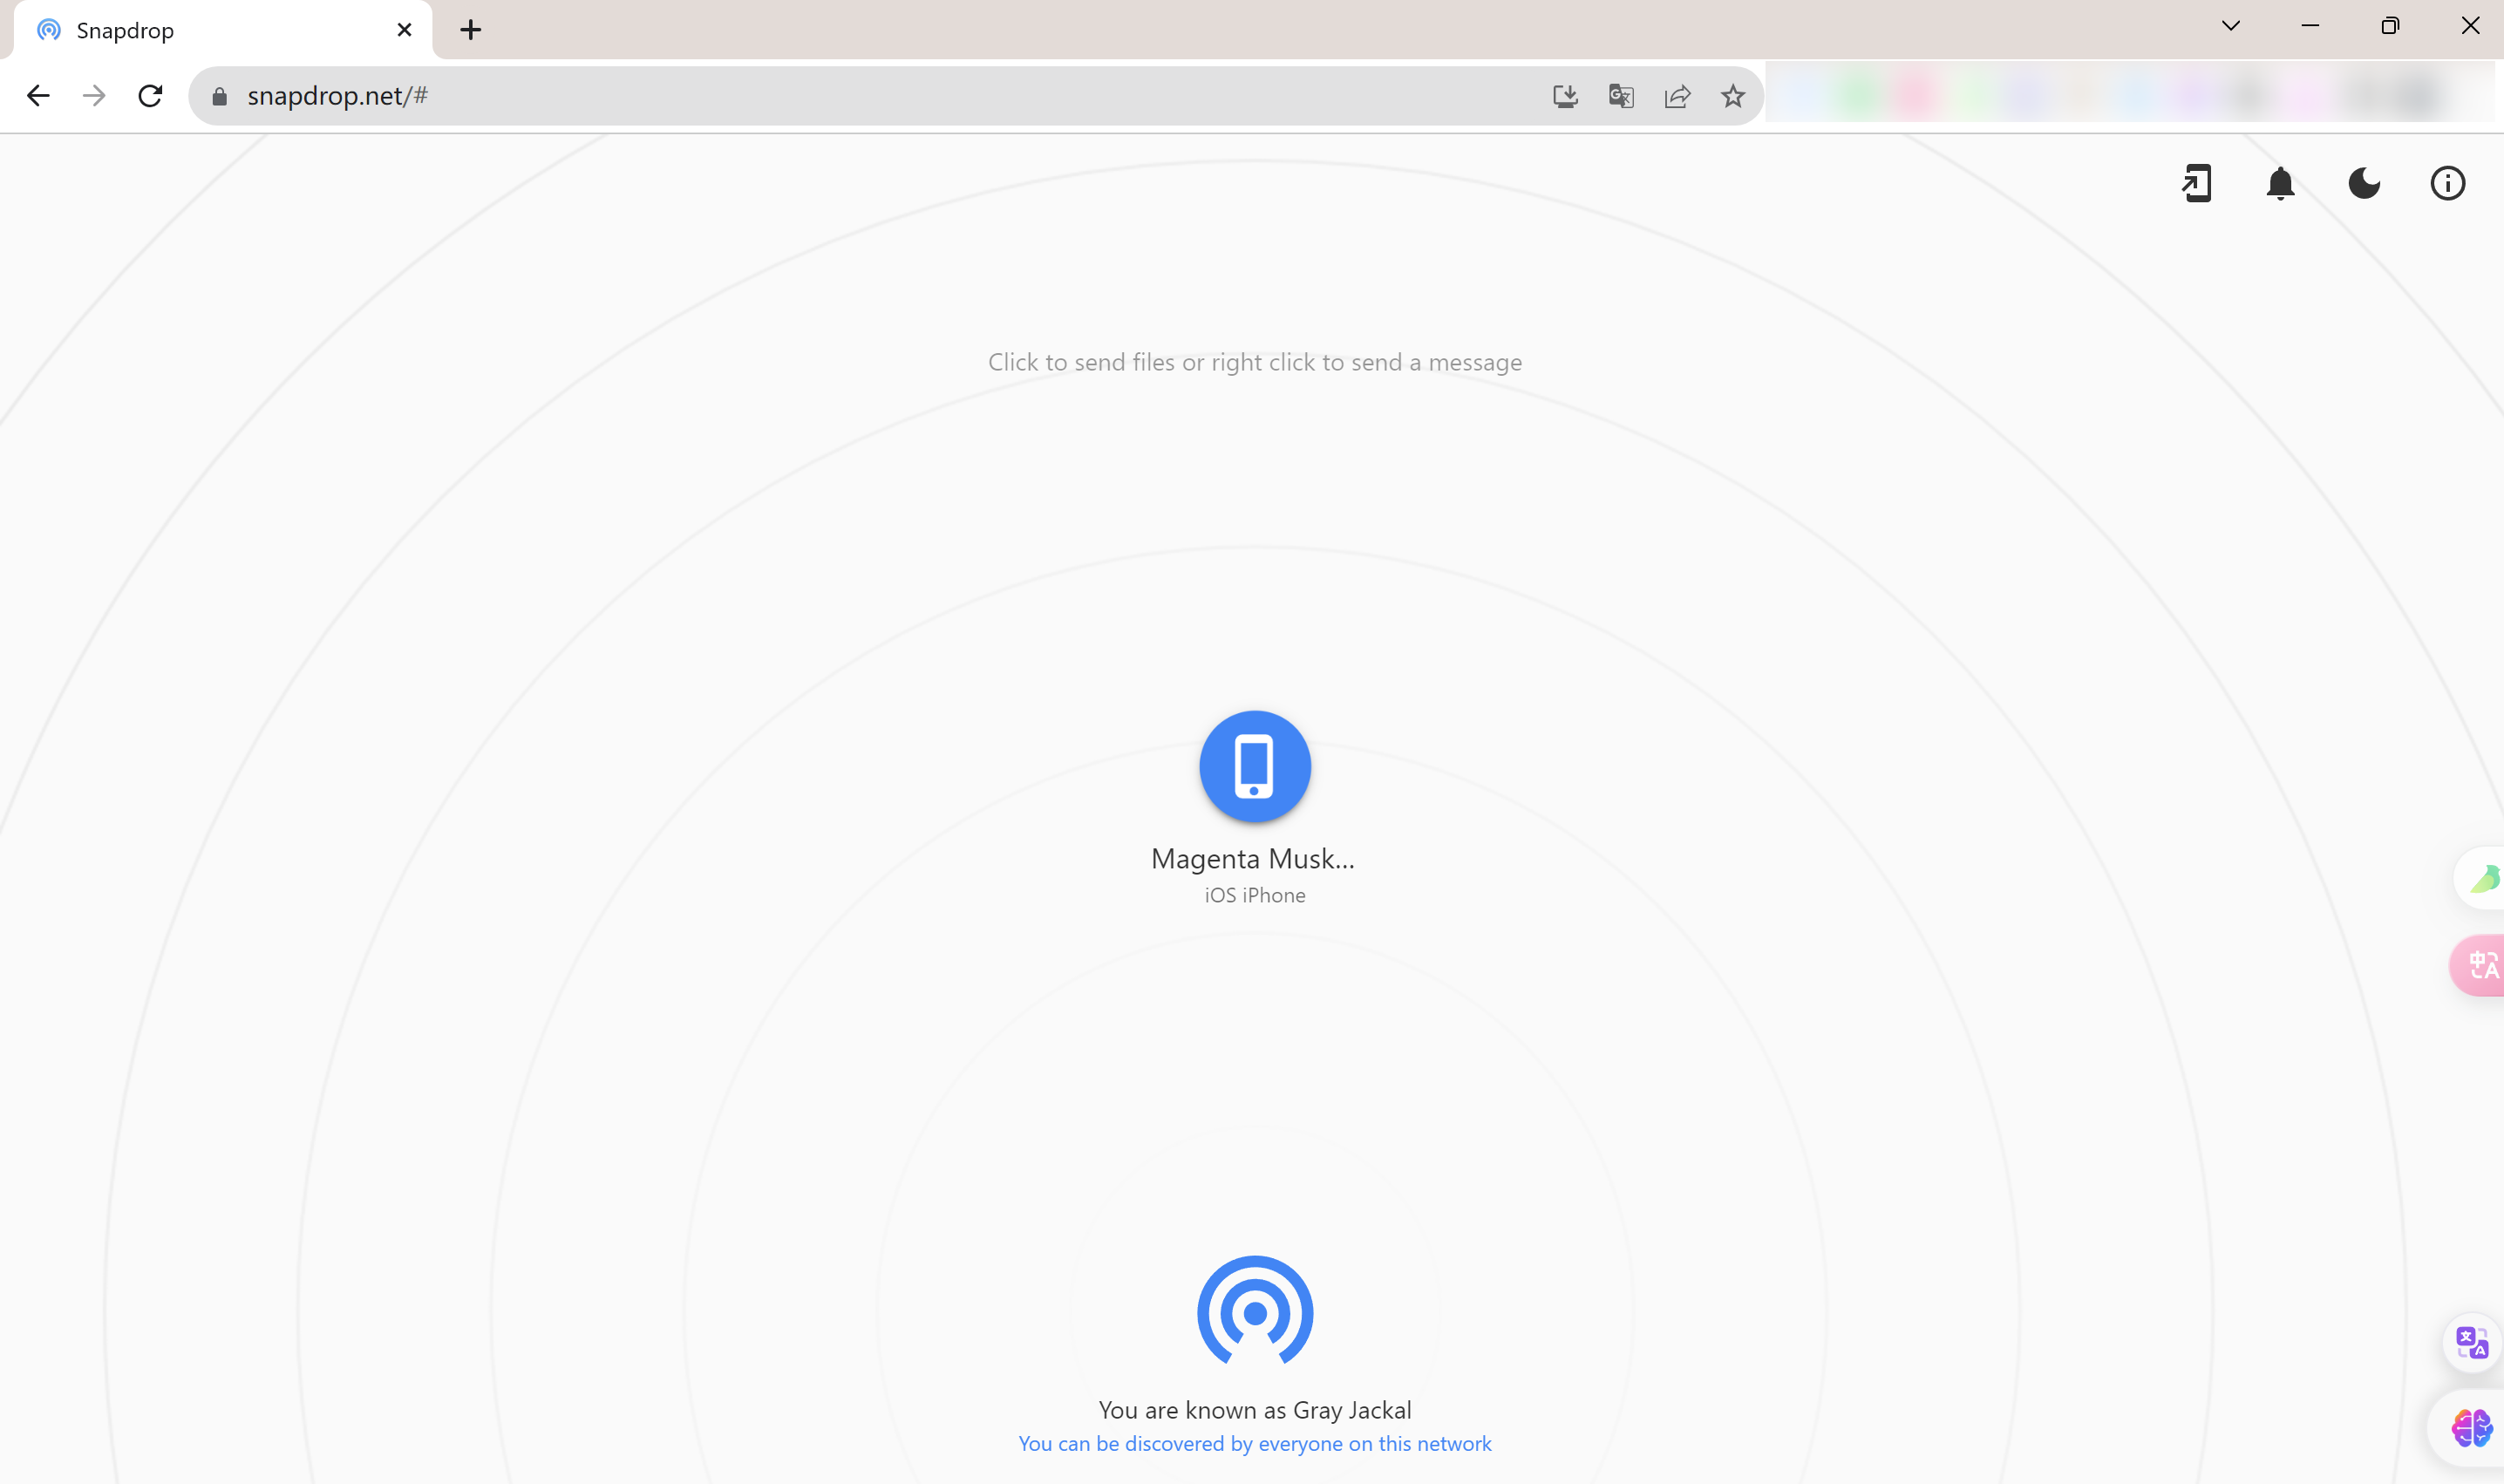 Snapdrop
snapdrop.net/#
Click to send files or right click to send a message
Magenta Musk...
iOS iPhone
You are known as Gray Jackal
You can be discovered by everyone on this network